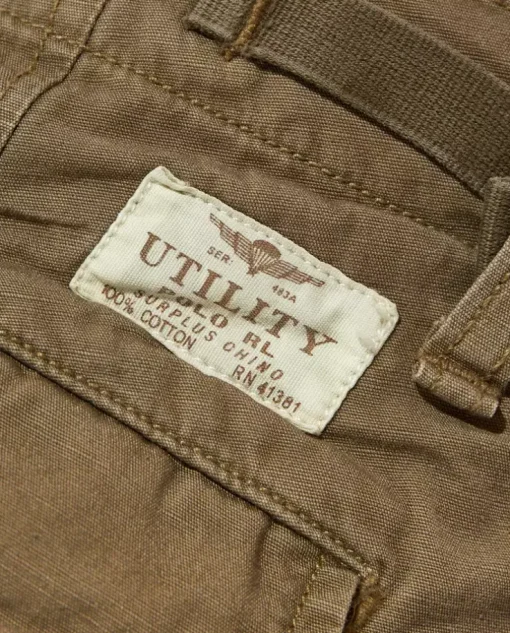 SER. 483A
UTILITY
POLO RL
SURPLUS CHINO
100% COTTON RN 41381